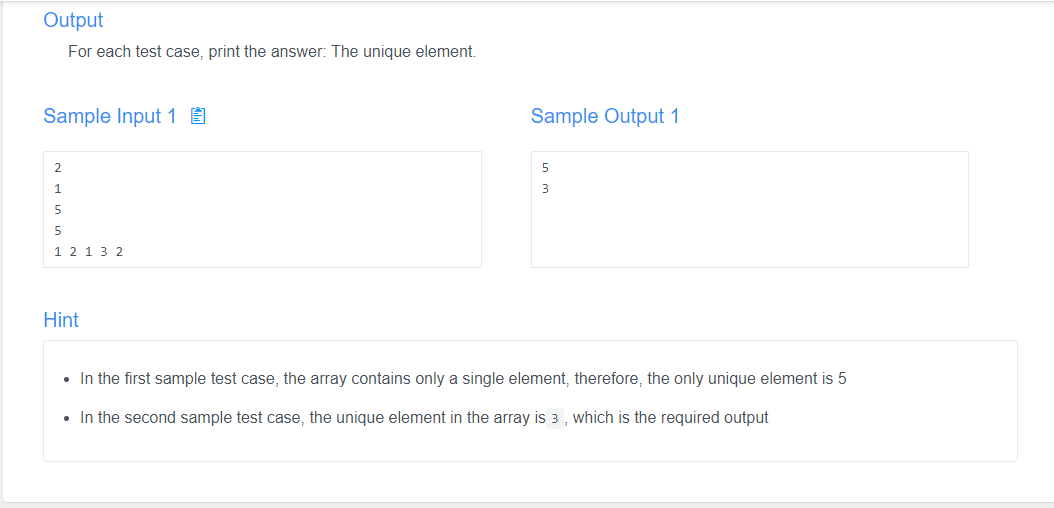 Output
For each test case, print the answer: The unique element.
Sample Input 1
Sample Output 1
2
1
5
5
1 2 1 3 2
5
3
Hint
In the first sample test case, the array contains only a single element, therefore, the only unique element is 5
In the second sample test case, the unique element in the array is 3 , which is the required output